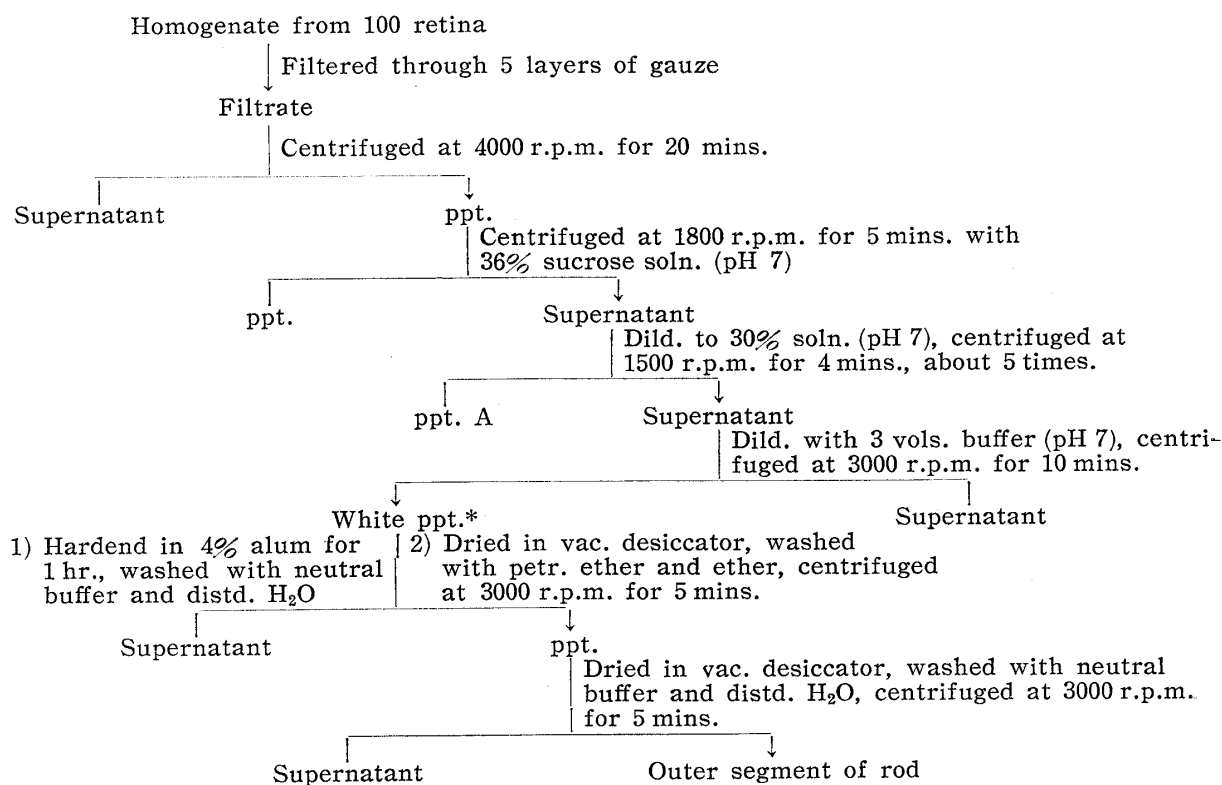 Homogenate from 100 retina
Filtered through 5 layers of gauze
Filtrate
Centrifuged at 4000 r.p.m. for 20 mins.
Supernatant
ppt.
Centrifuged at 1800 r.p.m. for 5 mins. with
36% sucrose soln. (pH 7)
ppt.
Supernatant
Dild. to 30% soln. (pH 7), centrifuged at
1500 r.p.m. for 4 mins., about 5 times.
ppt. A
Supernatant
Dild. with 3 vols. buffer (pH 7), centri-
fuged at 3000 r.p.m. for 10 mins.
White ppt.*
Supernatant
1) Hardend in 4% alum for
1 hr., washed with neutral
buffer and distd. H₂O
2) Dried in vac. desiccator, washed
with petr. ether and ether, centrifuged
at 3000 r.p.m. for 5 mins.
Supernatant
ppt.
Dried in vac. desiccator, washed with neutral
buffer and distd. H₂O, centrifuged at 3000 r.p.m.
for 5 mins.
Supernatant
Outer segment of rod